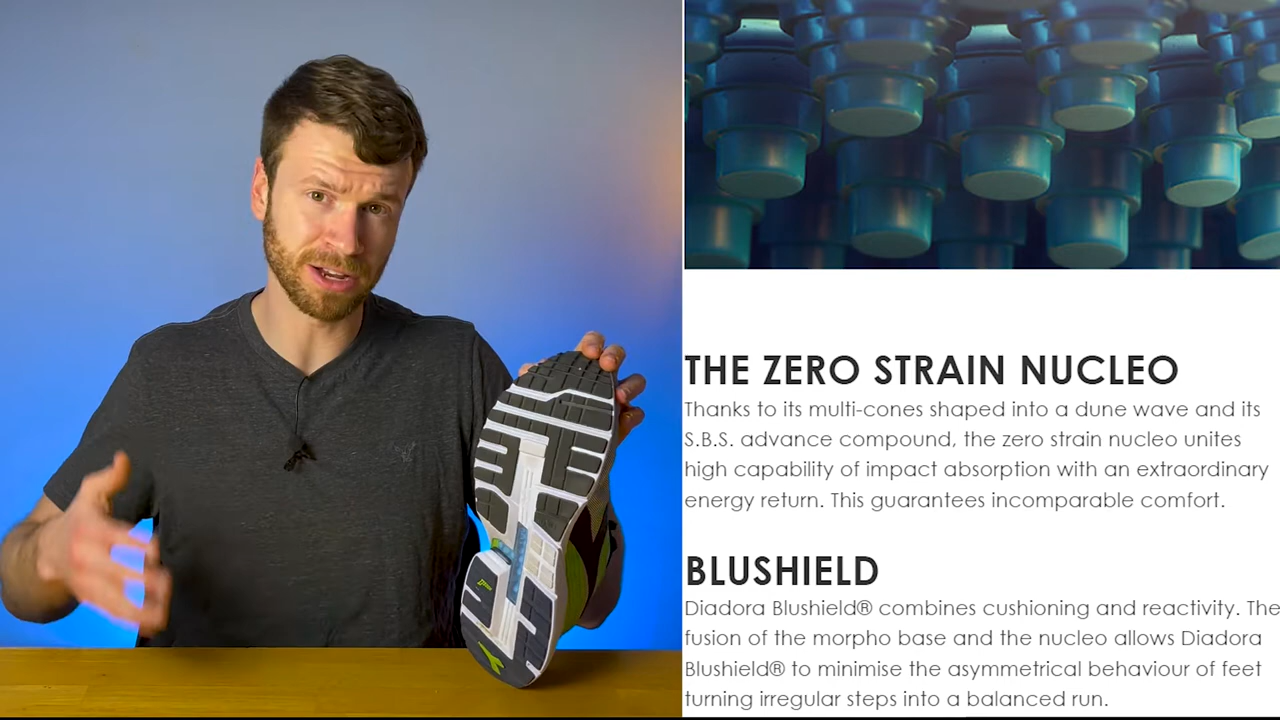 THE ZERO STRAIN NUCLEO
Thanks to its multi-cones shaped into a dune wave and its
S.B.S. advance compound, the zero strain nucleo unites
high capability of impact absorption with an extraordinary
energy return. This guarantees incomparable comfort.
BLUSHIELD
Diadora Blushield® combines cushioning and reactivity. The
fusion of the morpho base and the nucleo allows Diadora
Blushield® to minimise the asymmetrical behaviour of feet
turning irregular steps into a balanced run.